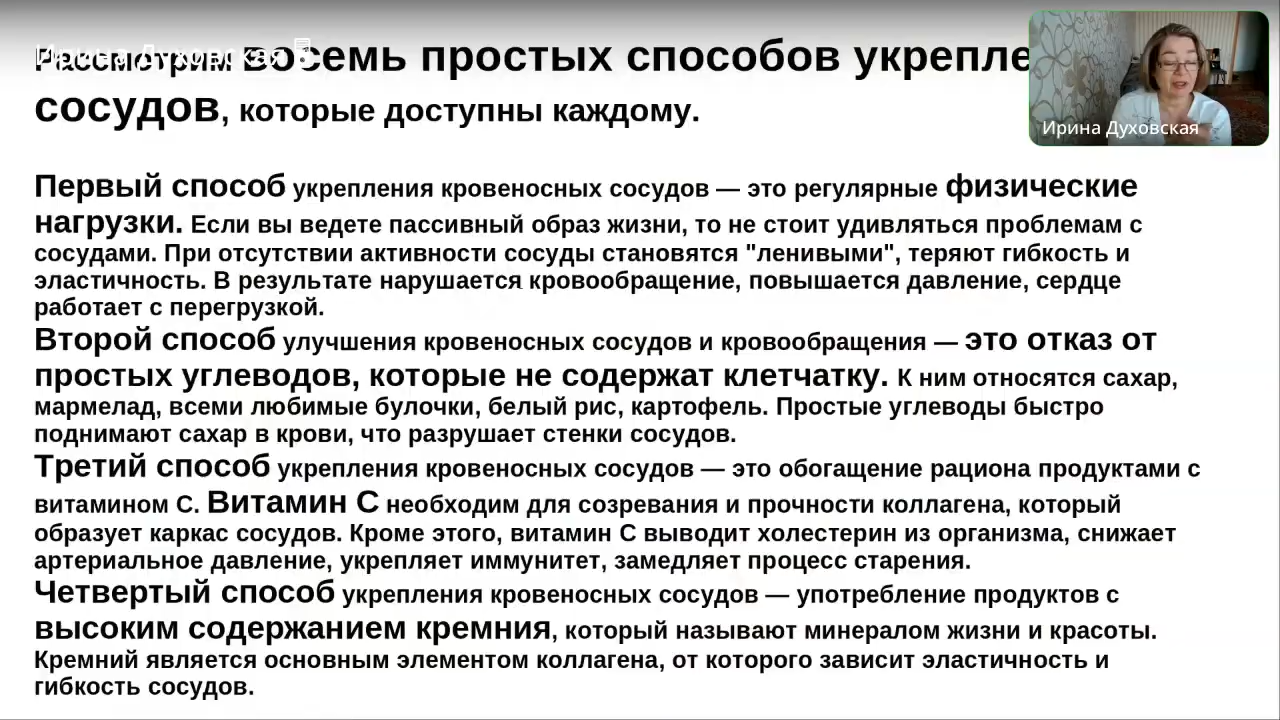 Ирина Духовская
Рассмотрим восемь простых способов
сосудов, которые доступны каждому.
Ирина Духовская
Первый способ укрепления кровеносных сосудов — это регулярные физические
нагрузки. Если вы ведете пассивный образ жизни, то не стоит удивляться проблемам с
сосудами. При отсутствии активности сосуды становятся "ленивыми", теряют гибкость и
эластичность. В результате нарушается кровообращение, повышается давление, сердце
работает с перегрузкой.
Второй способ улучшения кровеносных сосудов и кровообращения — это отказ от
простых углеводов, которые не содержат клетчатку. К ним относятся сахар,
мармелад, всеми любимые булочки, белый рис, картофель. Простые углеводы быстро
поднимают сахар в крови, что разрушает стенки сосудов.
Третий способ укрепления кровеносных сосудов — это обогащение рациона продуктами с
витамином С. Витамин С необходим для созревания и прочности коллагена, который
образует каркас сосудов. Кроме этого, витамин С выводит холестерин из организма, снижает
артериальное давление, укрепляет иммунитет, замедляет процесс старения.
Четвертый способ укрепления кровеносных сосудов — употребление продуктов с
высоким содержанием кремния, который называют минералом жизни и красоты.
Кремний является основным элементом коллагена, от которого зависит эластичность и
гибкость сосудов.